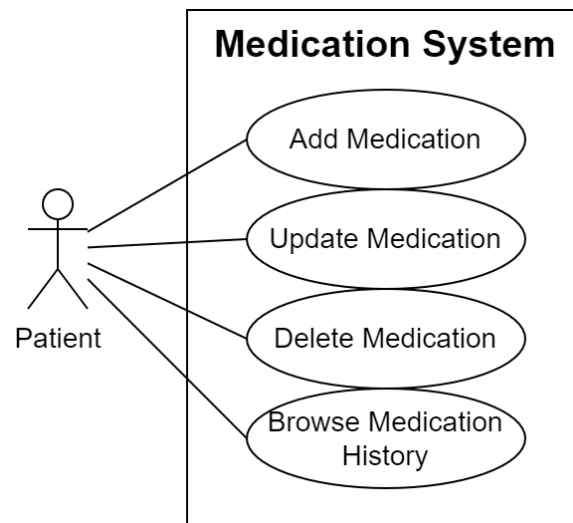 Medication System
Add Medication
Update Medication
Patient
Delete Medication
Browse Medication
History